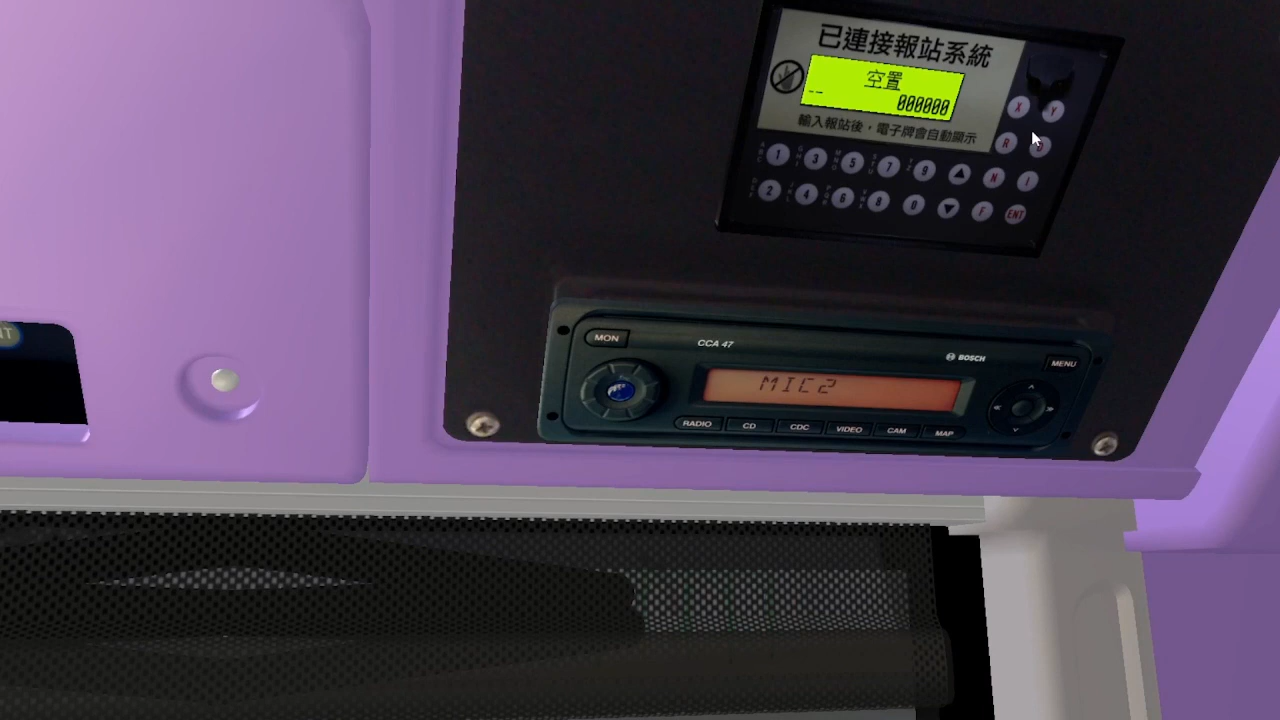 已連接報站系統
空置
--
000000
輸入報站後，電子牌會自動顯示
X Y
R
1 3 5 7 9 ▲ N I
2 4 6 8 0 ▼ F ENT
MON
CCA 47
BOSCH
MENU
MIC2
RADIO
CD
CDC
VIDEO
CAM
MAP
NT